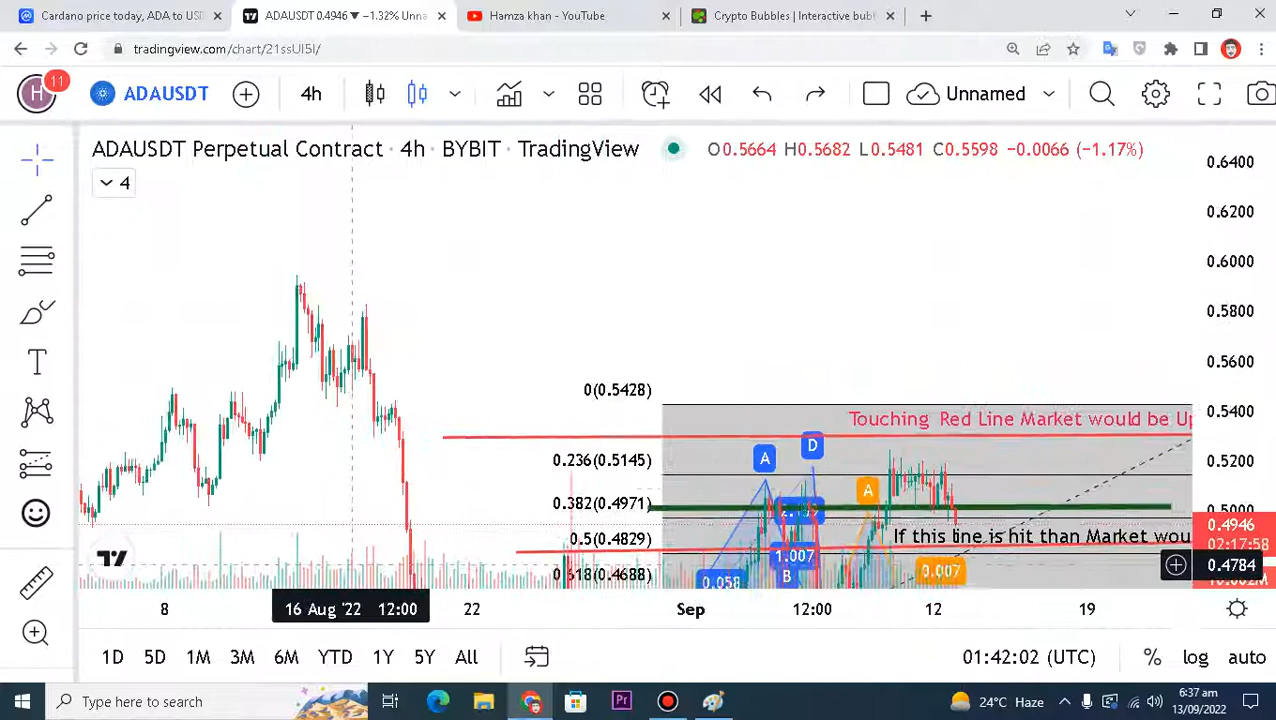 Cardano price today, ADA to US
ADAUSDT 0.4946 ▼ −1.32% Unna
Hamza khan - YouTube
Crypto Bubbles | Interactive bubl
tradingview.com/chart/21ssUI5I/
H
11
ADAUSDT
4h
Unnamed
ADAUSDT Perpetual Contract · 4h · BYBIT · TradingView
O0.5664 H0.5682 L0.5481 C0.5598 −0.0066 (−1.17%)
4
0.6400
0.6200
0.6000
0.5800
0.5600
0.5400
0.5200
0.5000
0.4946
02:17:58
0.4784
10.002M
0(0.5428)
0.236(0.5145)
0.382(0.4971)
0.5(0.4829)
0.618(0.4688)
Touching Red Line Market would be Up
If this line is hit than Market wou
A
D
A
1.007
B
0.058
0.007
8
16 Aug '22 12:00
22
Sep
12:00
12
19
1D 5D 1M 3M 6M YTD 1Y 5Y All
01:42:02 (UTC)
% log auto
Type here to search
Pr
24°C Haze
6:37 am
13/09/2022